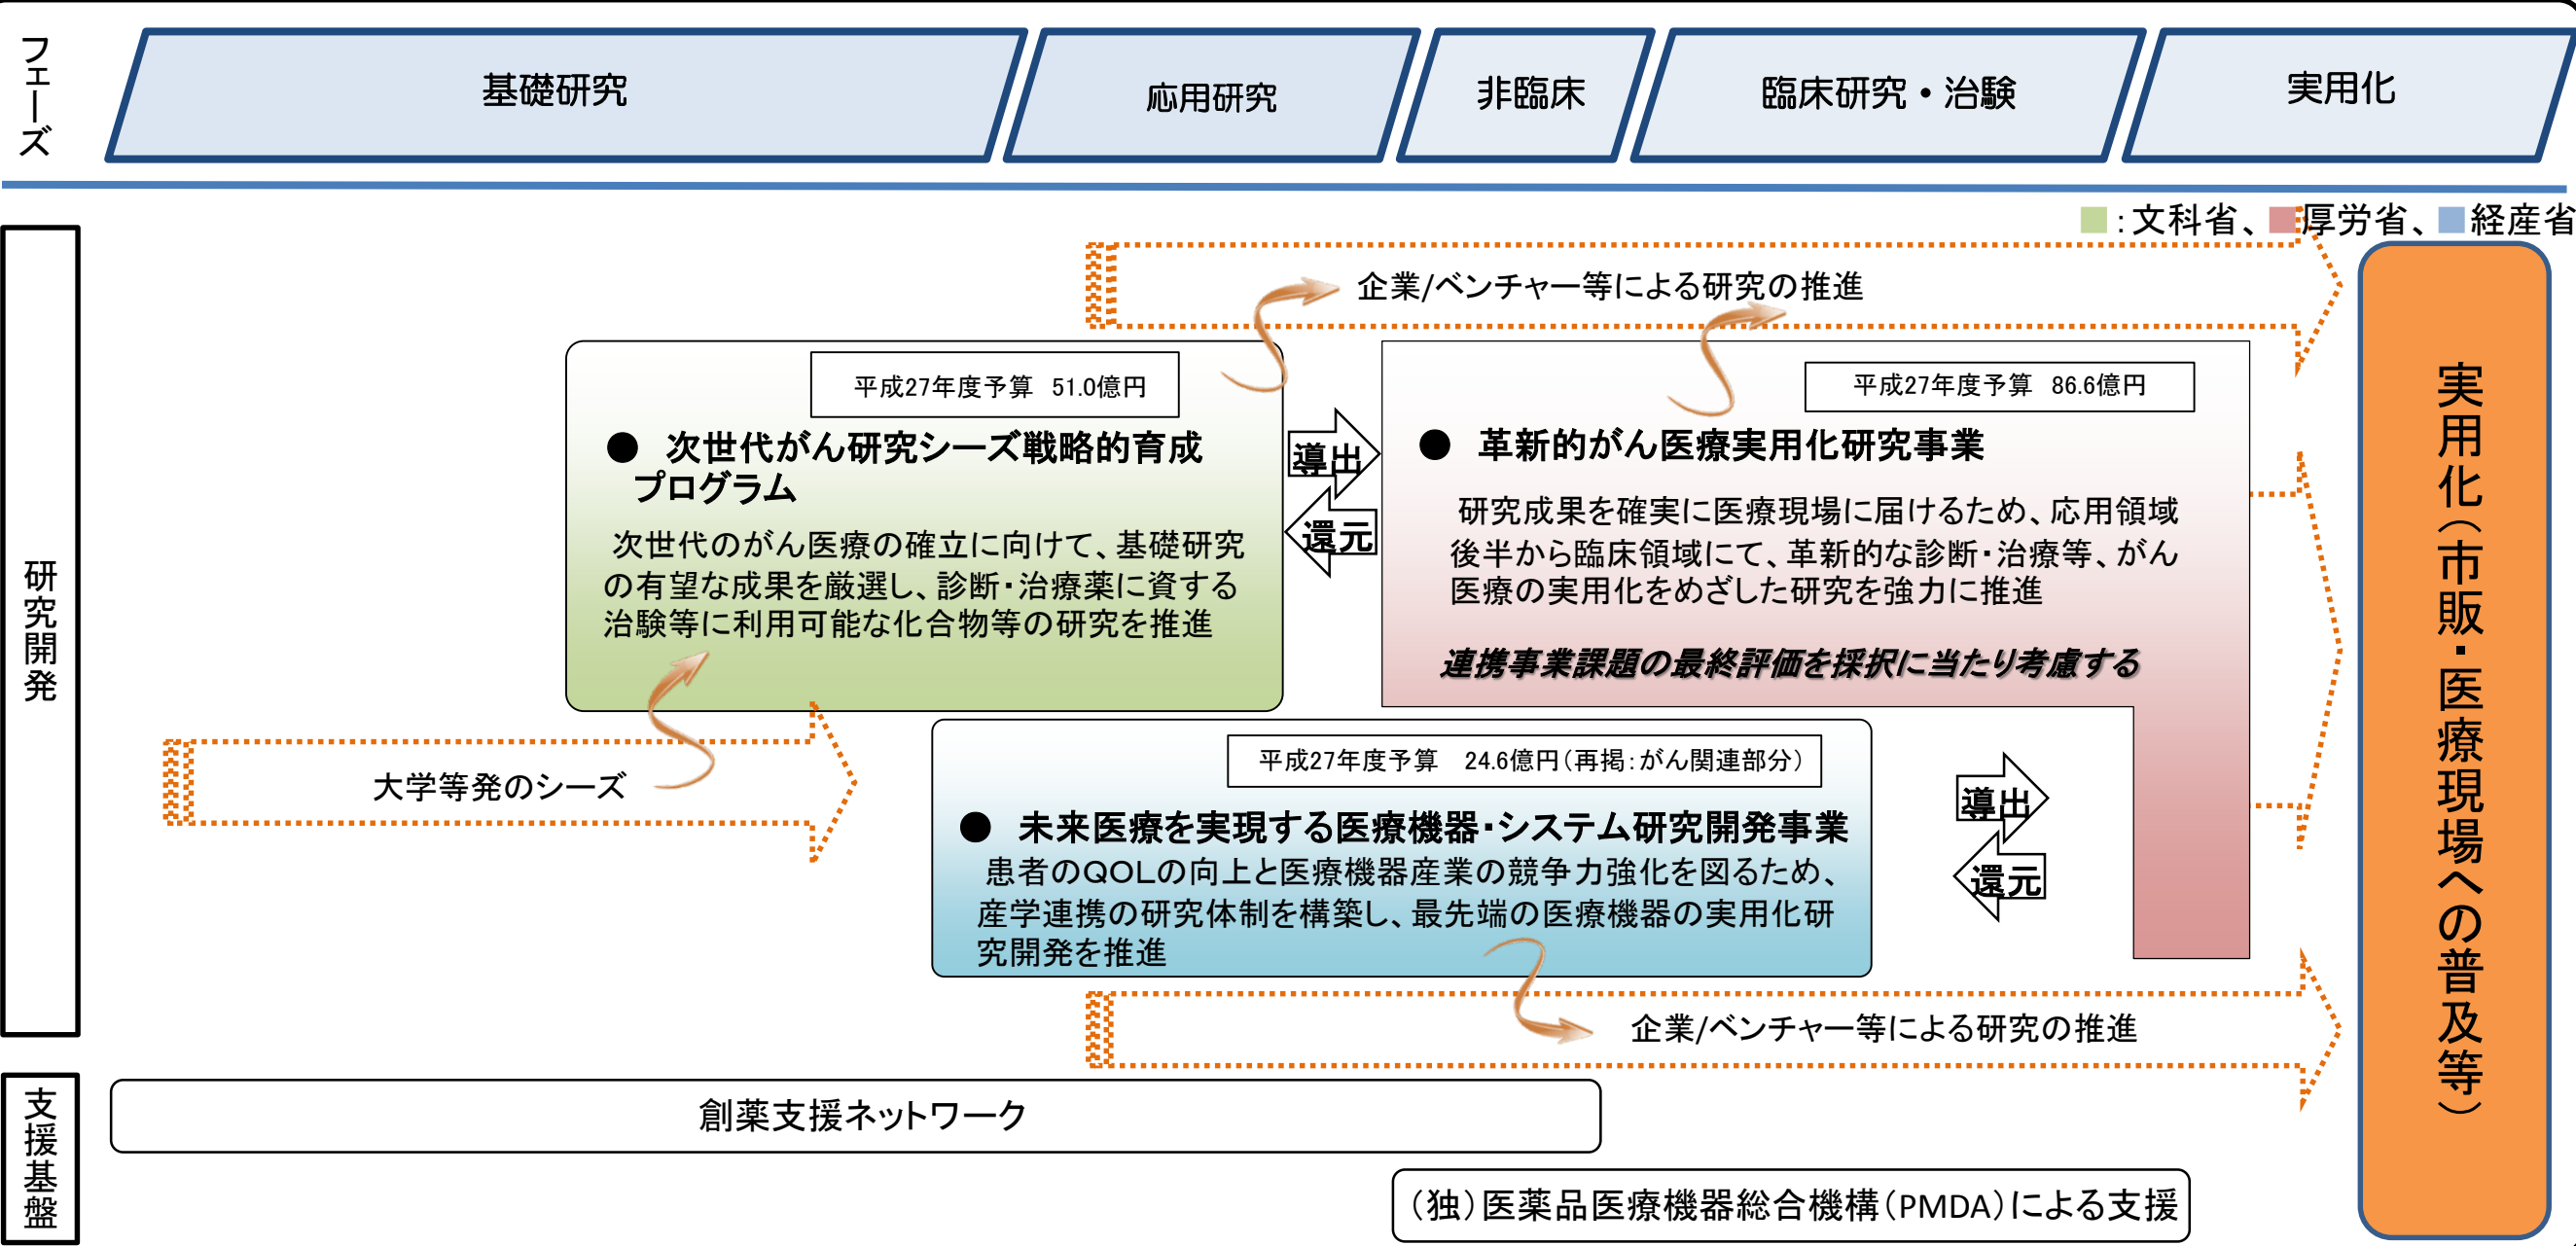 フェーズ
基礎研究
応用研究
非臨床
臨床研究・治験
実用化
：文科省、 厚労省、 経産省
研究開発
企業/ベンチャー等による研究の推進
平成27年度予算　51.0億円
● 次世代がん研究シーズ戦略的育成
プログラム
次世代のがん医療の確立に向けて、基礎研究
の有望な成果を厳選し、診断・治療薬に資する
治験等に利用可能な化合物等の研究を推進
導出
還元
平成27年度予算　86.6億円
● 革新的がん医療実用化研究事業
研究成果を確実に医療現場に届けるため、応用領域
後半から臨床領域にて、革新的な診断・治療等、がん
医療の実用化をめざした研究を強力に推進
連携事業課題の最終評価を採択に当たり考慮する
大学等発のシーズ
平成27年度予算　24.6億円（再掲：がん関連部分）
● 未来医療を実現する医療機器・システム研究開発事業
患者のＱＯＬの向上と医療機器産業の競争力強化を図るため、
産学連携の研究体制を構築し、最先端の医療機器の実用化研
究開発を推進
導出
還元
企業/ベンチャー等による研究の推進
実用化（市販・医療現場への普及等）
支援基盤
創薬支援ネットワーク
（独）医薬品医療機器総合機構（PMDA）による支援